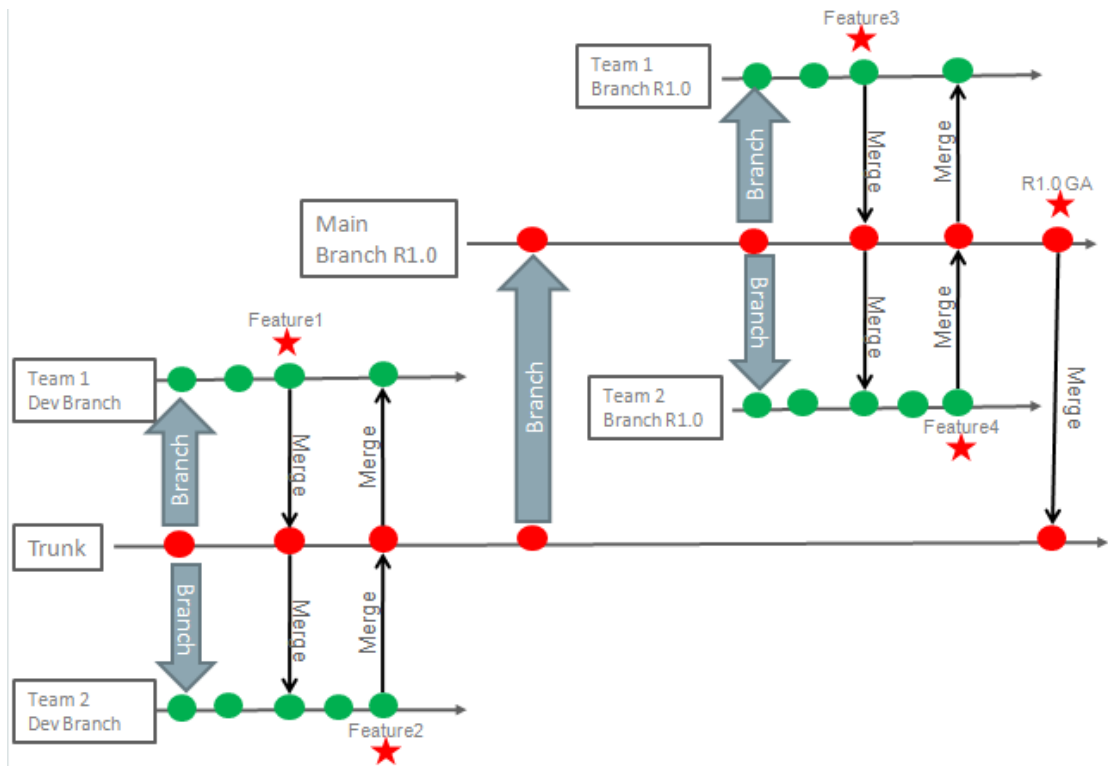 Feature3
Team 1
Branch R1.0
Branch
Merge
Merge
R1.0 GA
Main
Branch R1.0
Branch
Merge
Merge
Feature1
Team 1
Dev Branch
Team 2
Branch R1.0
Feature4
Branch
Merge
Merge
Branch
Merge
Trunk
Branch
Merge
Merge
Team 2
Dev Branch
Feature2